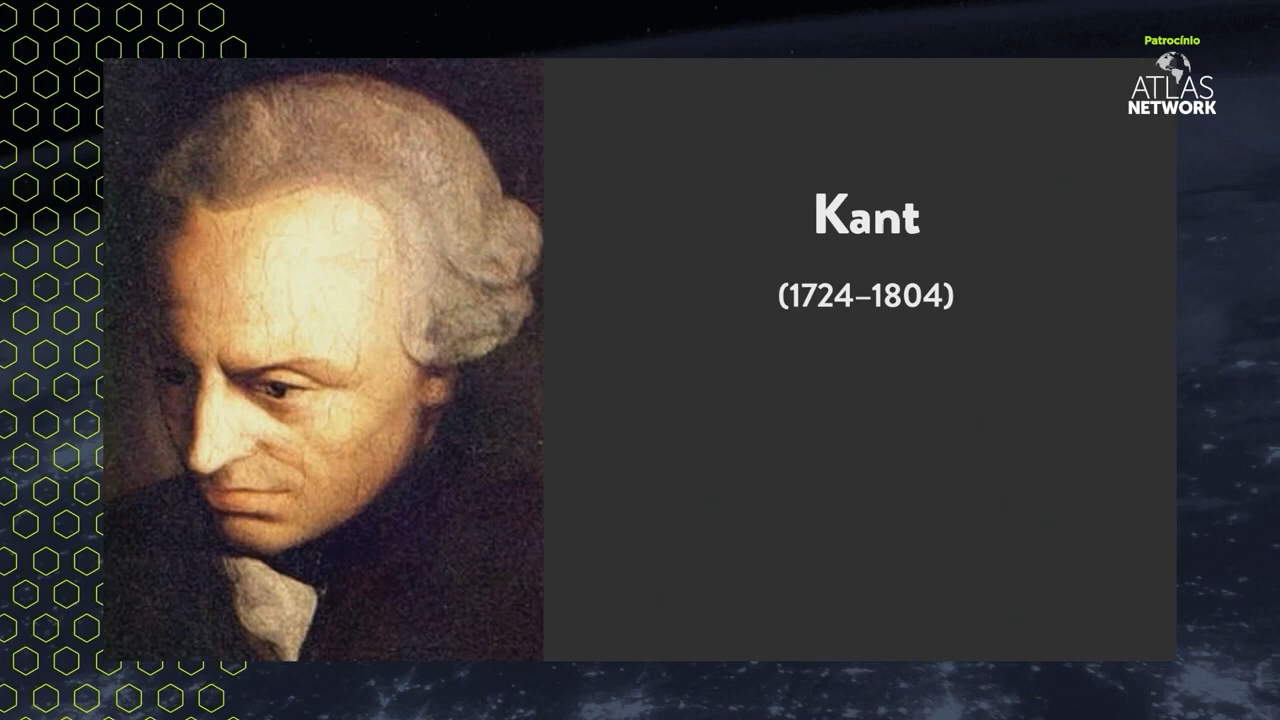 Patrocínio
ATLAS
NETWORK
Kant
(1724–1804)